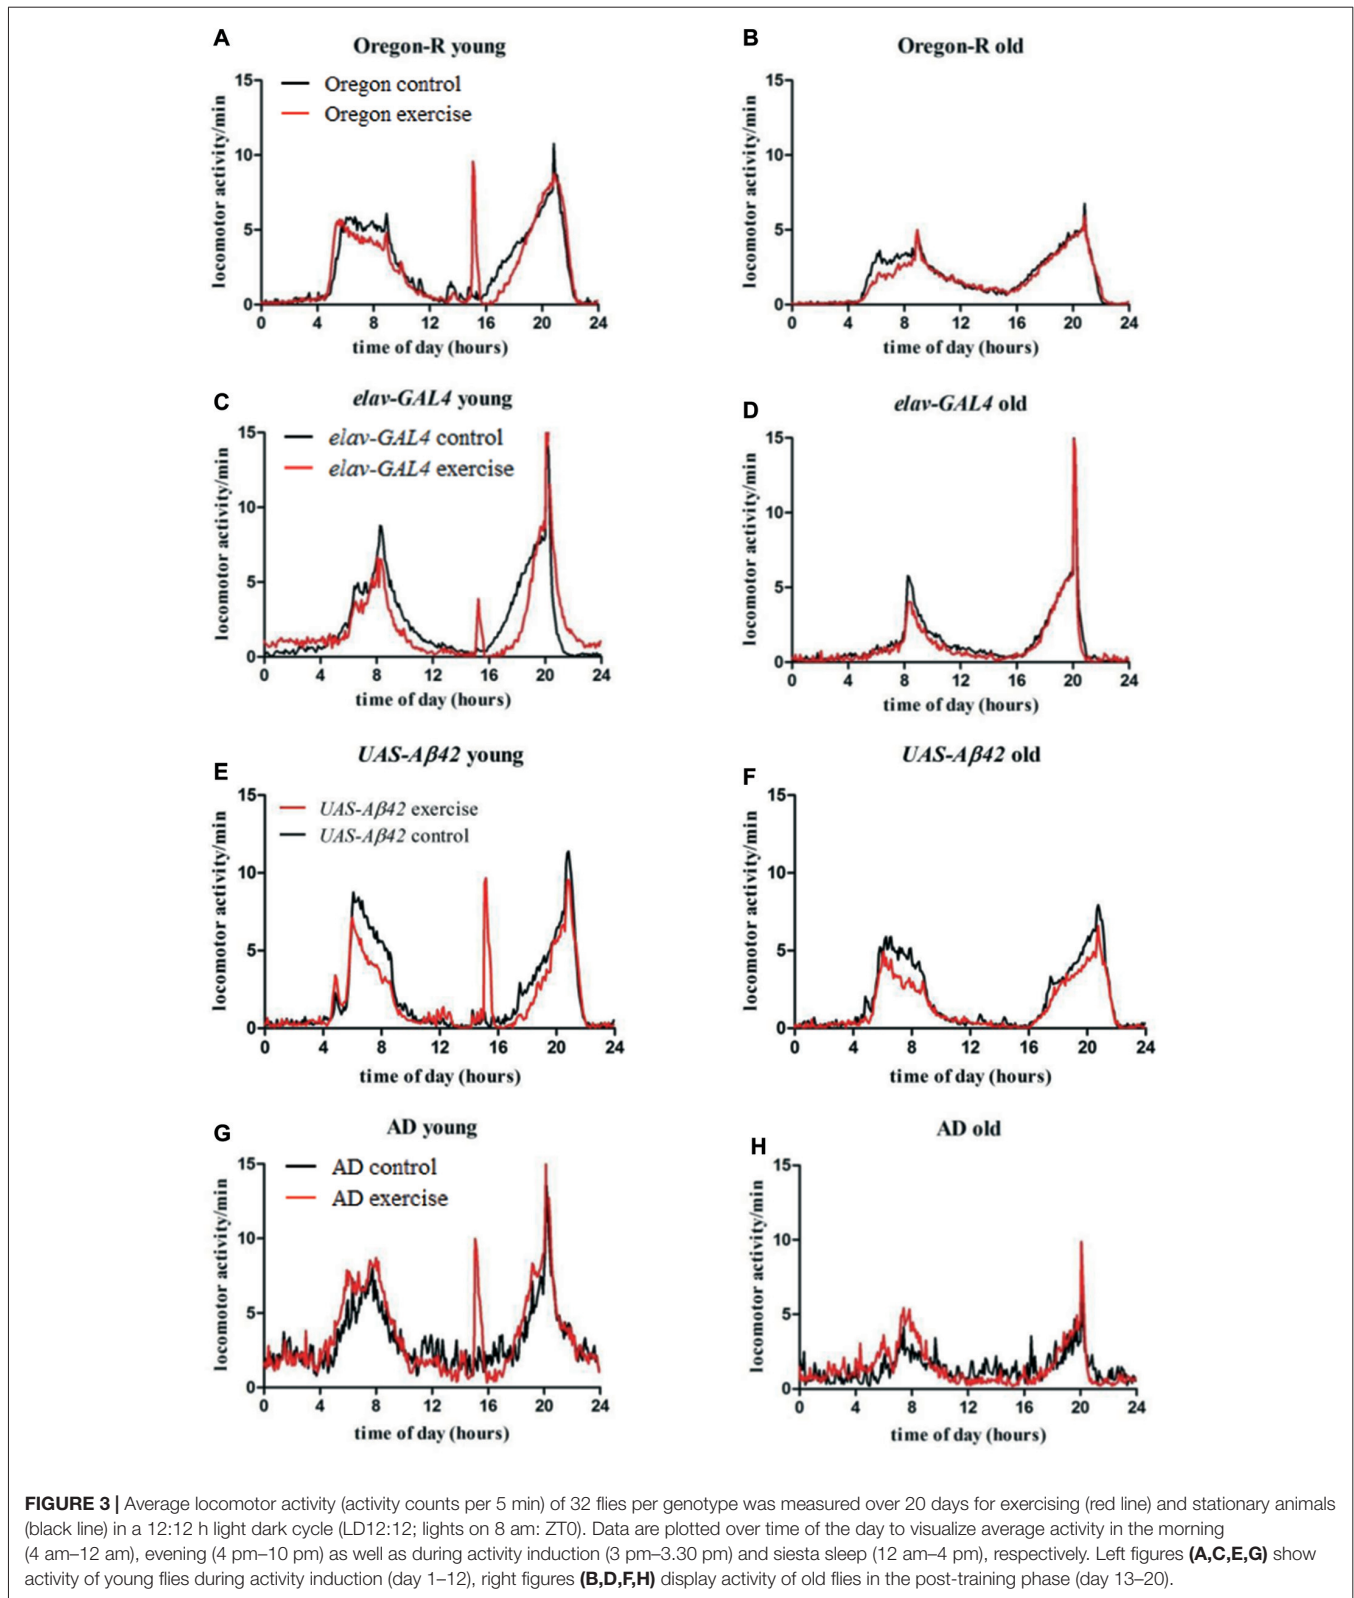 A
Oregon-R young
Oregon control
Oregon exercise
locomotor activity/min
15
10
5
0
0 4 8 12 16 20 24
time of day (hours)
B
Oregon-R old
locomotor activity/min
15
10
5
0
0 4 8 12 16 20 24
time of day (hours)
C
elav-GAL4 young
elav-GAL4 control
elav-GAL4 exercise
locomotor activity/min
15
10
5
0
0 4 8 12 16 20 24
time of day (hours)
D
elav-GAL4 old
locomotor activity/min
15
10
5
0
0 4 8 12 16 20 24
time of day (hours)
E
UAS-Aβ42 young
UAS-Aβ42 exercise
UAS-Aβ42 control
locomotor activity/min
15
10
5
0
0 4 8 12 16 20 24
time of day (hours)
F
UAS-Aβ42 old
locomotor activity/min
15
10
5
0
0 4 8 12 16 20 24
time of day (hours)
G
AD young
AD control
AD exercise
locomotor activity/min
15
10
5
0
0 4 8 12 16 20 24
time of day (hours)
H
AD old
locomotor activity/min
15
10
5
0
0 4 8 12 16 20 24
time of day (hours)
FIGURE 3 | Average locomotor activity (activity counts per 5 min) of 32 flies per genotype was measured over 20 days for exercising (red line) and stationary animals
(black line) in a 12:12 h light dark cycle (LD12:12; lights on 8 am: ZT0). Data are plotted over time of the day to visualize average activity in the morning
(4 am–12 am), evening (4 pm–10 pm) as well as during activity induction (3 pm–3.30 pm) and siesta sleep (12 am–4 pm), respectively. Left figures (A,C,E,G) show
activity of young flies during activity induction (day 1–12), right figures (B,D,F,H) display activity of old flies in the post-training phase (day 13–20).